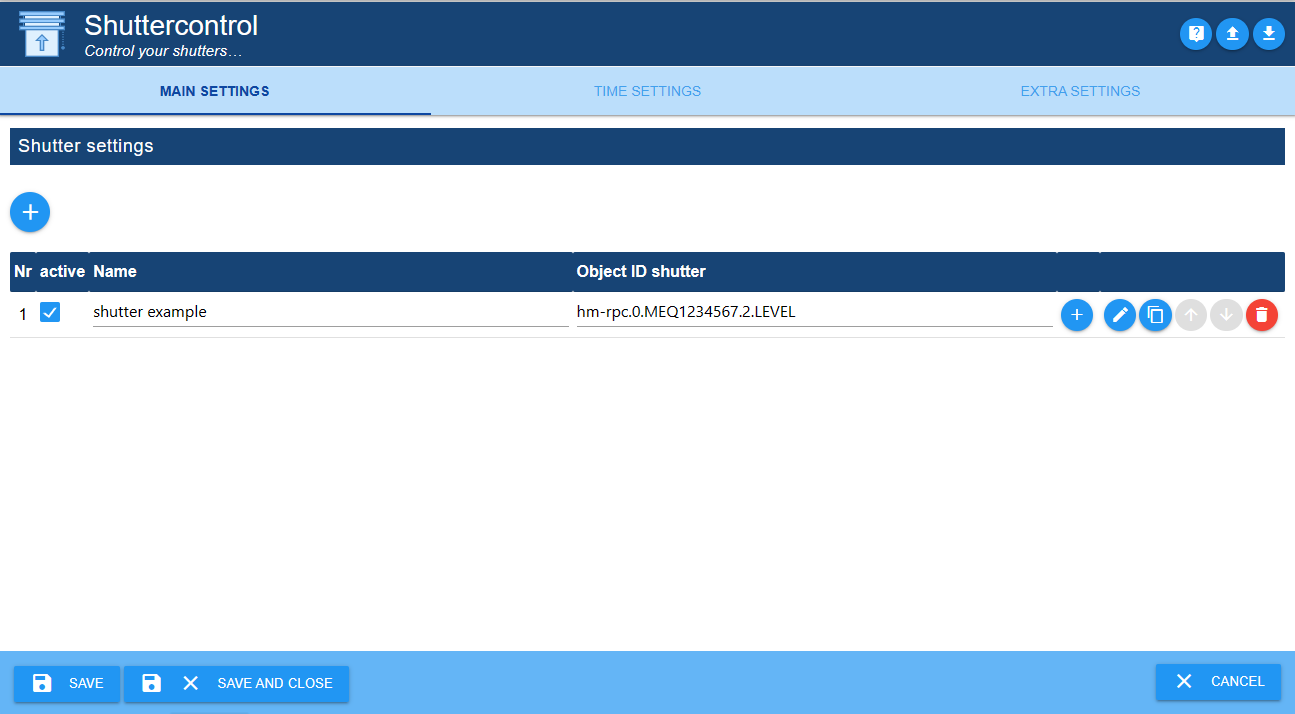 Shuttercontrol
Control your shutters…
MAIN SETTINGS TIME SETTINGS EXTRA SETTINGS
Shutter settings
Nr active Name Object ID shutter
1 shutter example hm-rpc.0.MEQ1234567.2.LEVEL
SAVE SAVE AND CLOSE CANCEL